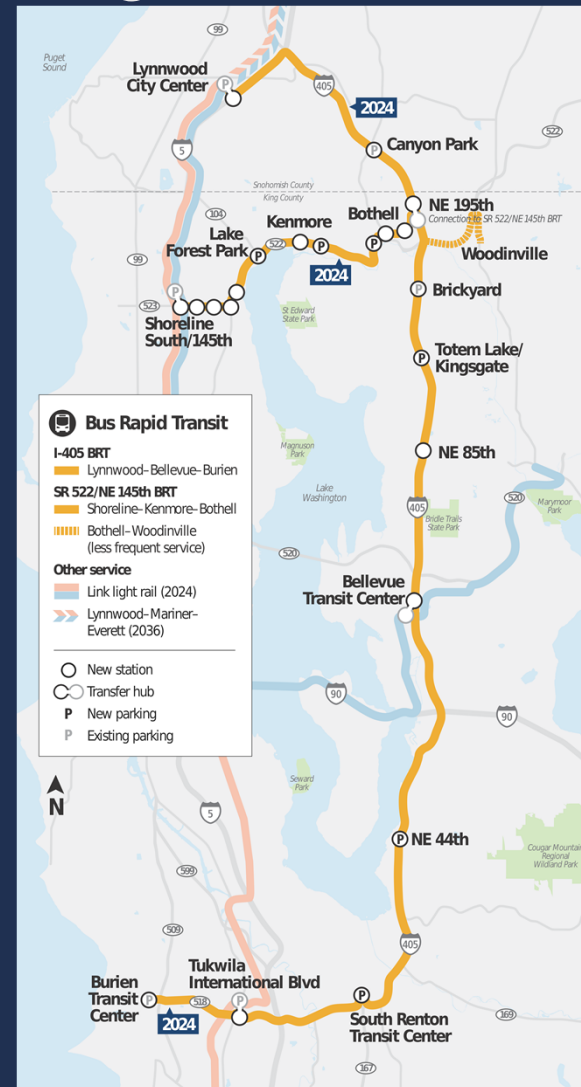 99
Puget
Sound
Lynnwood
City Center
P
405
2024
522
Canyon Park
P
5
Snohomish County
King County
NE 195th
Connection to SR 522/NE 145th BRT
104
Kenmore
Bothell
Lake
Forest Park
P
522
P
P
Woodinville
99
2024
P
Brickyard
P
523
St Edward
State Park
Shoreline
South/145th
Totem Lake/
Kingsgate
P
Bus Rapid Transit
I-405 BRT
Lynnwood–Bellevue–Burien
SR 522/NE 145th BRT
Shoreline–Kenmore–Bothell
Bothell–Woodinville
(less frequent service)
Other service
Link light rail (2024)
Lynnwood–Mariner–
Everett (2036)
New station
Transfer hub
P New parking
P Existing parking
Magnuson
Park
NE 85th
Lake
Washington
520
Marymoor
Park
405
Bridle Trails
State Park
520
Bellevue
Transit Center
90
90
N
Seward
Park
5
P NE 44th
Cougar Mountain
Regional
Wildland Park
599
509
405
Tukwila
International Blvd
Burien
Transit
Center
P
518
P
P
2024
South Renton
Transit Center
169
167